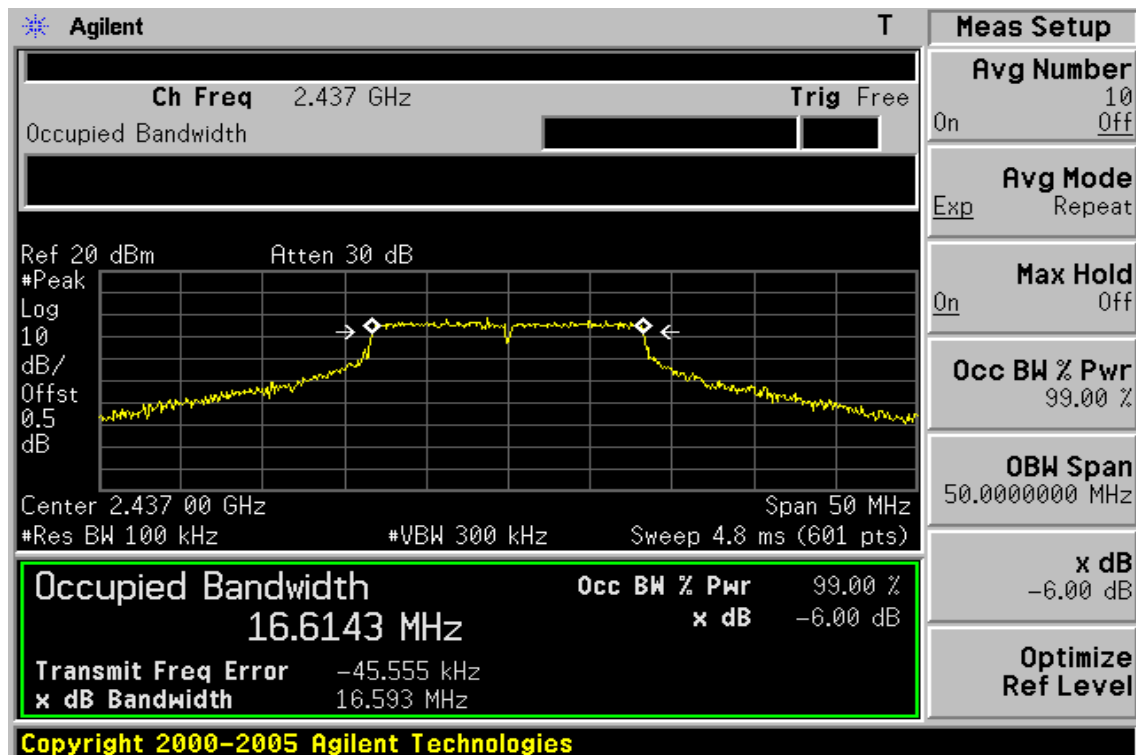 Agilent T
Ch Freq 2.437 GHz Trig Free
Occupied Bandwidth
Ref 20 dBm Atten 30 dB
#Peak
Log
10
dB/
Offst
0.5
dB
Center 2.437 00 GHz Span 50 MHz
#Res BW 100 kHz #VBW 300 kHz Sweep 4.8 ms (601 pts)
Occupied Bandwidth Occ BW % Pwr 99.00 %
16.6143 MHz x dB -6.00 dB
Transmit Freq Error -45.555 kHz
x dB Bandwidth 16.593 MHz
Copyright 2000-2005 Agilent Technologies
Meas Setup
Avg Number
10
On Off
Avg Mode
Exp Repeat
Max Hold
On Off
Occ BW % Pwr
99.00 %
OBW Span
50.0000000 MHz
x dB
-6.00 dB
Optimize
Ref Level